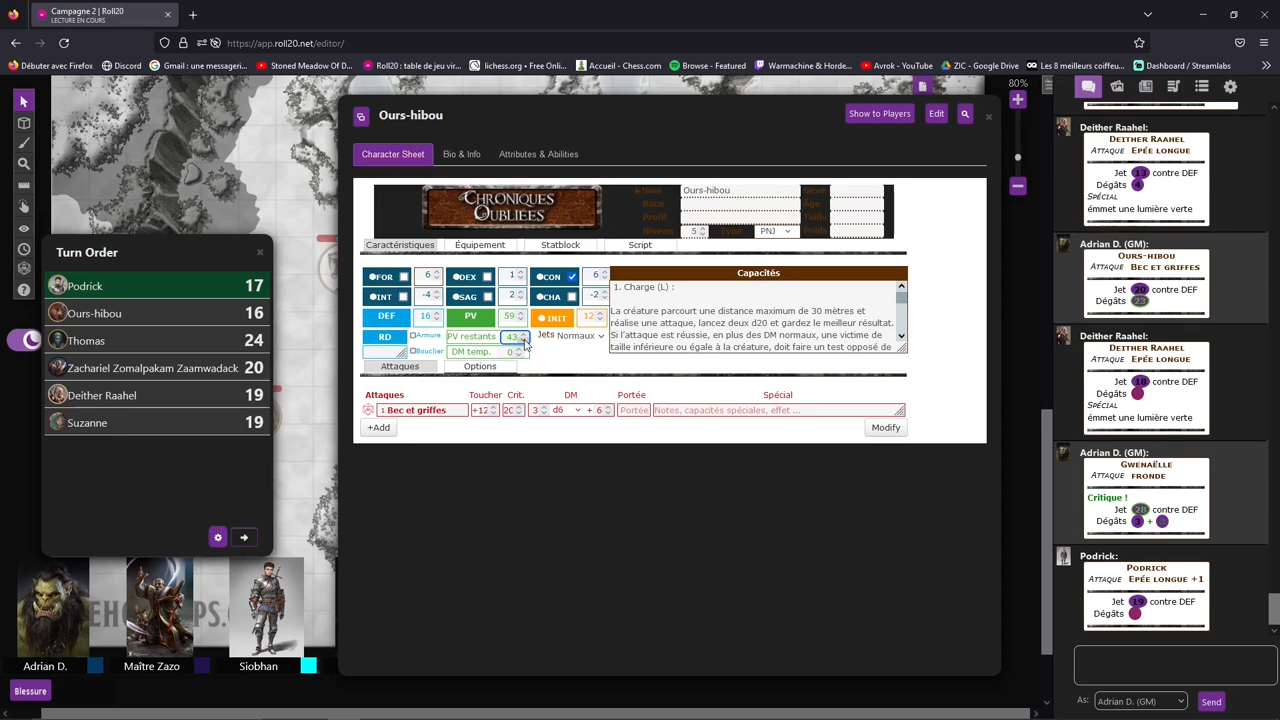 Campagne 2 | Roll20
LECTURE EN COURS
https://app.roll20.net/editor/
Débuter avec Firefox
Discord
Gmail : une messageri...
Stoned Meadow Of D...
Roll20 : table de jeu vir...
lichess.org • Free Onli...
Accueil - Chess.com
Browse - Featured
Warmachine & Horde...
Avrok - YouTube
ZIC - Google Drive
Les 8 meilleurs coiffeu...
Dashboard / Streamlabs
80%
Ours-hibou
Show to Players
Edit
Character Sheet
Bio & Info
Attributes & Abilities
CHRONIQUES
OUBLIÉES
Nom
Ours-hibou
Sexe
Race
Âge
Profil
Taille
Niveau
5
Type
PNJ
Poids
Caractéristiques
Équipement
Statblock
Script
FOR
6
DEX
1
CON
6
INT
-4
SAG
2
CHA
-2
DEF
16
PV
59
INIT
12
RD
Armure
PV restants
43
Jets Normaux
Bouclier
DM temp.
0
Capacités
1. Charge (L) :
La créature parcourt une distance maximum de 30 mètres et
réalise une attaque, lancez deux d20 et gardez le meilleur résultat.
Si l'attaque est réussie, en plus des DM normaux, une victime de
taille inférieure ou égale à la créature, doit faire un test opposé de
Attaques
Options
Attaques
Toucher
Crit.
DM
Portée
Spécial
1 Bec et griffes
+12
20
3
d6
+ 6
Portée
Notes, capacités spéciales, effet ...
+Add
Modify
Turn Order
Podrick
17
Ours-hibou
16
Thomas
24
Zachariel Zomalpakam Zaamwadack
20
Deither Raahel
19
Suzanne
19
Adrian D.
Maître Zazo
Siobhan
Blessure
Deither Raahel:
DEITHER RAAHEL
ATTAQUE EPÉE LONGUE
Jet 13 contre DEF
Dégâts 4
SPÉCIAL
émmet une lumière verte
Adrian D. (GM):
OURS-HIBOU
ATTAQUE BEC ET GRIFFES
Jet 20 contre DEF
Dégâts 23
Deither Raahel:
DEITHER RAAHEL
ATTAQUE EPÉE LONGUE
Jet 18 contre DEF
Dégâts
SPÉCIAL
émmet une lumière verte
Adrian D. (GM):
GWENAËLLE
ATTAQUE FRONDE
Critique !
Jet 28 contre DEF
Dégâts 3 +
Podrick:
PODRICK
ATTAQUE EPÉE LONGUE +1
Jet 19 contre DEF
Dégâts
As:
Adrian D. (GM)
Send